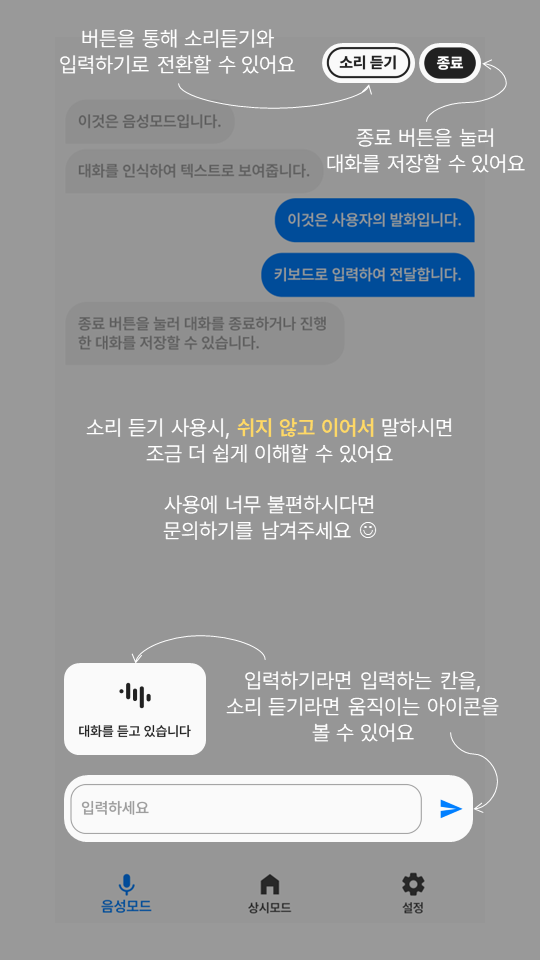 버튼을 통해 소리듣기와
입력하기로 전환할 수 있어요
소리 듣기
종료
종료 버튼을 눌러
대화를 저장할 수 있어요
이것은 음성모드입니다.
대화를 인식하여 텍스트로 보여줍니다.
이것은 사용자의 발화입니다.
키보드로 입력하여 전달합니다.
종료 버튼을 눌러 대화를 종료하거나 진행
한 대화를 저장할 수 있습니다.
소리 듣기 사용시, 쉬지 않고 이어서 말하시면
조금 더 쉽게 이해할 수 있어요
사용에 너무 불편하시다면
문의하기를 남겨주세요 ☺
입력하기라면 입력하는 칸을,
소리 듣기라면 움직이는 아이콘을
볼 수 있어요
대화를 듣고 있습니다
입력하세요
음성모드
상시모드
설정